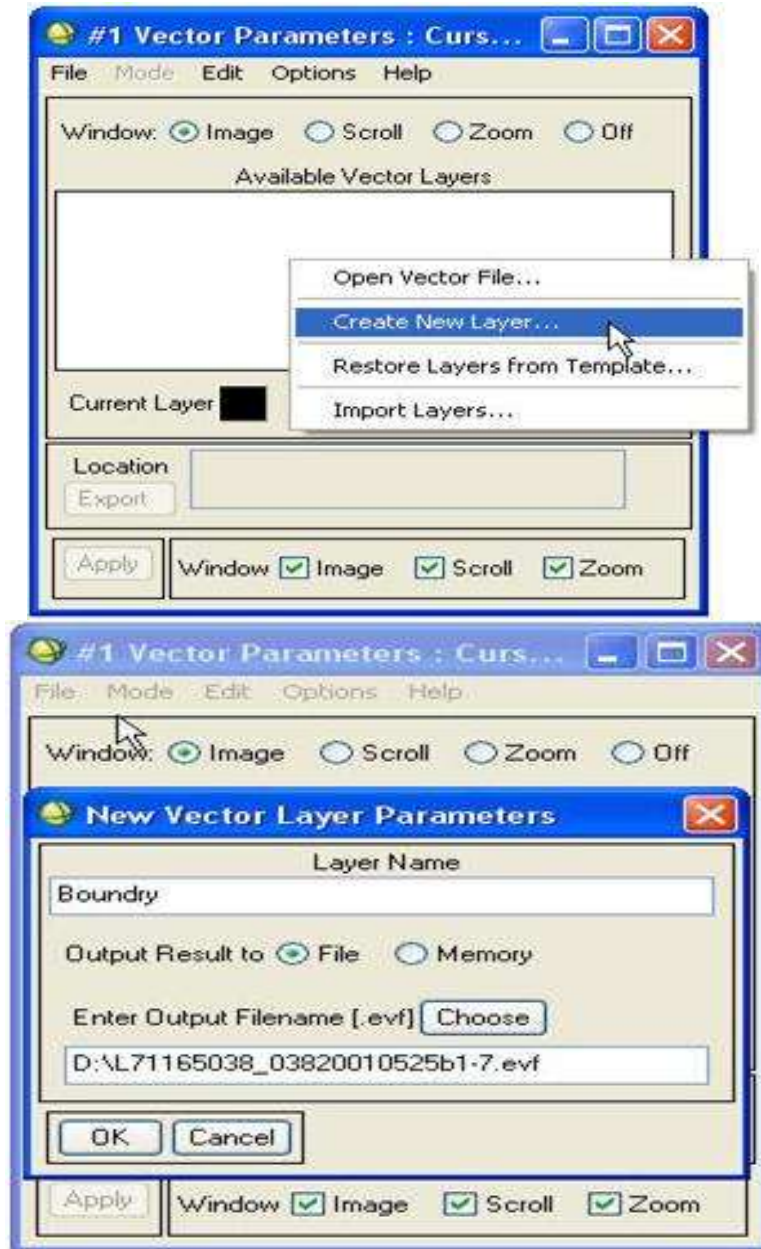 #1 Vector Parameters : Curs...
File Mode Edit Options Help
Window: Image Scroll Zoom Off
Available Vector Layers
Open Vector File...
Create New Layer...
Restore Layers from Template...
Import Layers...
Current Layer
Location
Export
Apply Window Image Scroll Zoom
#1 Vector Parameters : Curs...
File Mode Edit Options Help
Window: Image Scroll Zoom Off
New Vector Layer Parameters
Layer Name
Boundry
Output Result to File Memory
Enter Output Filename [.evf] Choose
D:\L71165038_03820010525b1-7.evf
OK Cancel
Apply Window Image Scroll Zoom